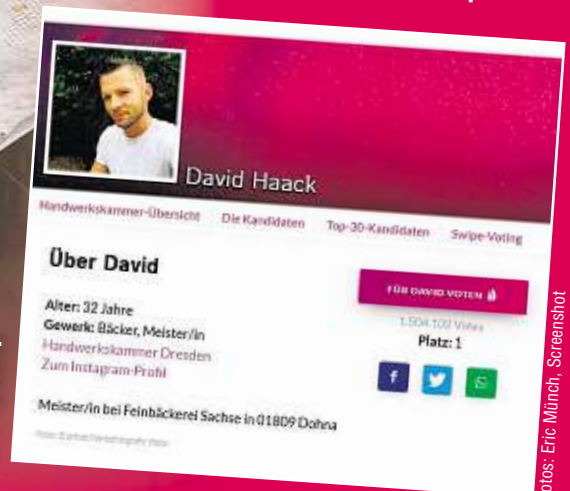 David Haack
Handwerkskammer-Übersicht Die Kandidaten Top-30-Kandidaten Swipe-Voting
Über David
Alter: 32 Jahre
Gewerk: Bäcker, Meister/in
Handwerkskammer Dresden
Zum Instagram-Profil
Meister/in bei Feinbäckerei Sachse in 01809 Dohna
FÜR DAVID VOTEN
1.504.102 Votes
Platz: 1
Eric Münch, Screenshot